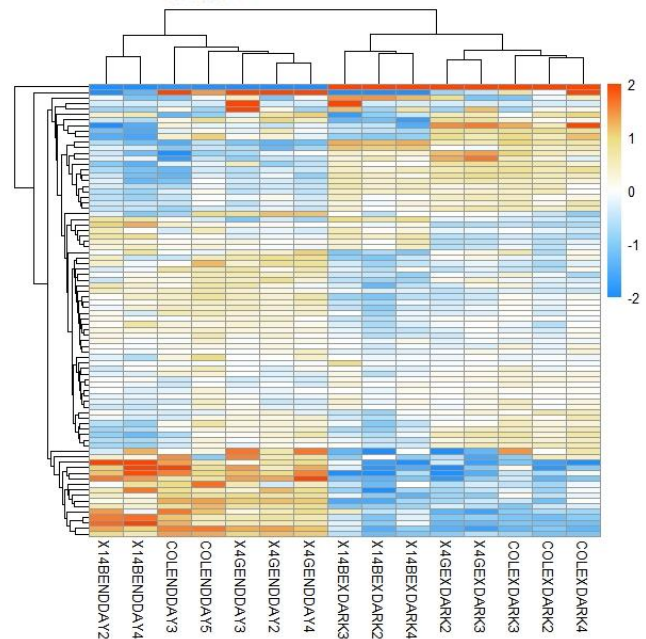 2
1
0
-1
-2
X14BENDDAY2
X14BENDDAY4
COLENDDAY3
COLENDDAY5
X4GENDDAY3
X4GENDDAY2
X4GENDDAY4
X14BEXDARK3
X14BEXDARK2
X14BEXDARK4
X4GEXDARK2
X4GEXDARK3
COLEXDARK3
COLEXDARK2
COLEXDARK4